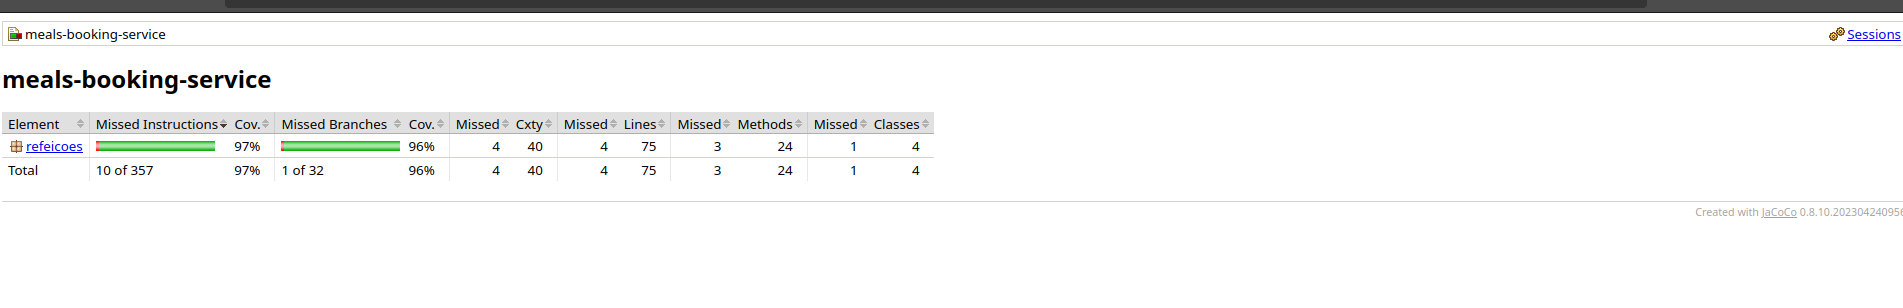 meals-booking-service Sessions
meals-booking-service
Element Missed Instructions Cov. Missed Branches Cov. Missed Cxty Missed Lines Missed Methods Missed Classes
refeicoes 97% 96% 4 40 4 75 3 24 1 4
Total 10 of 357 97% 1 of 32 96% 4 40 4 75 3 24 1 4
Created with JaCoCo 0.8.10.202304240956